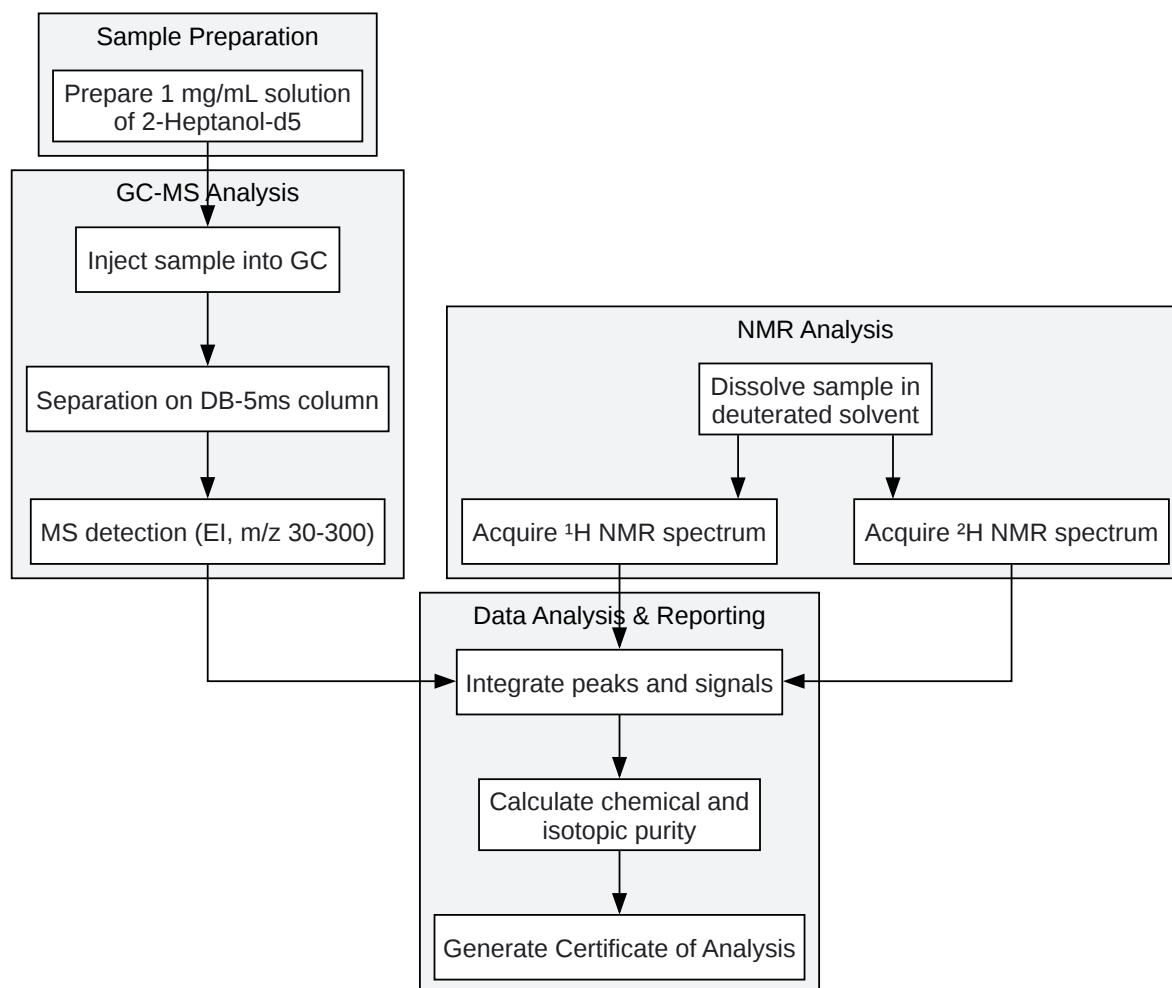 Sample Preparation
Prepare 1 mg/mL solution
of 2-Heptanol-d5
GC-MS Analysis
Inject sample into GC
Separation on DB-5ms column
MS detection (EI, m/z 30-300)
NMR Analysis
Dissolve sample in
deuterated solvent
Acquire ¹H NMR spectrum
Acquire ²H NMR spectrum
Data Analysis & Reporting
Integrate peaks and signals
Calculate chemical and
isotopic purity
Generate Certificate of Analysis